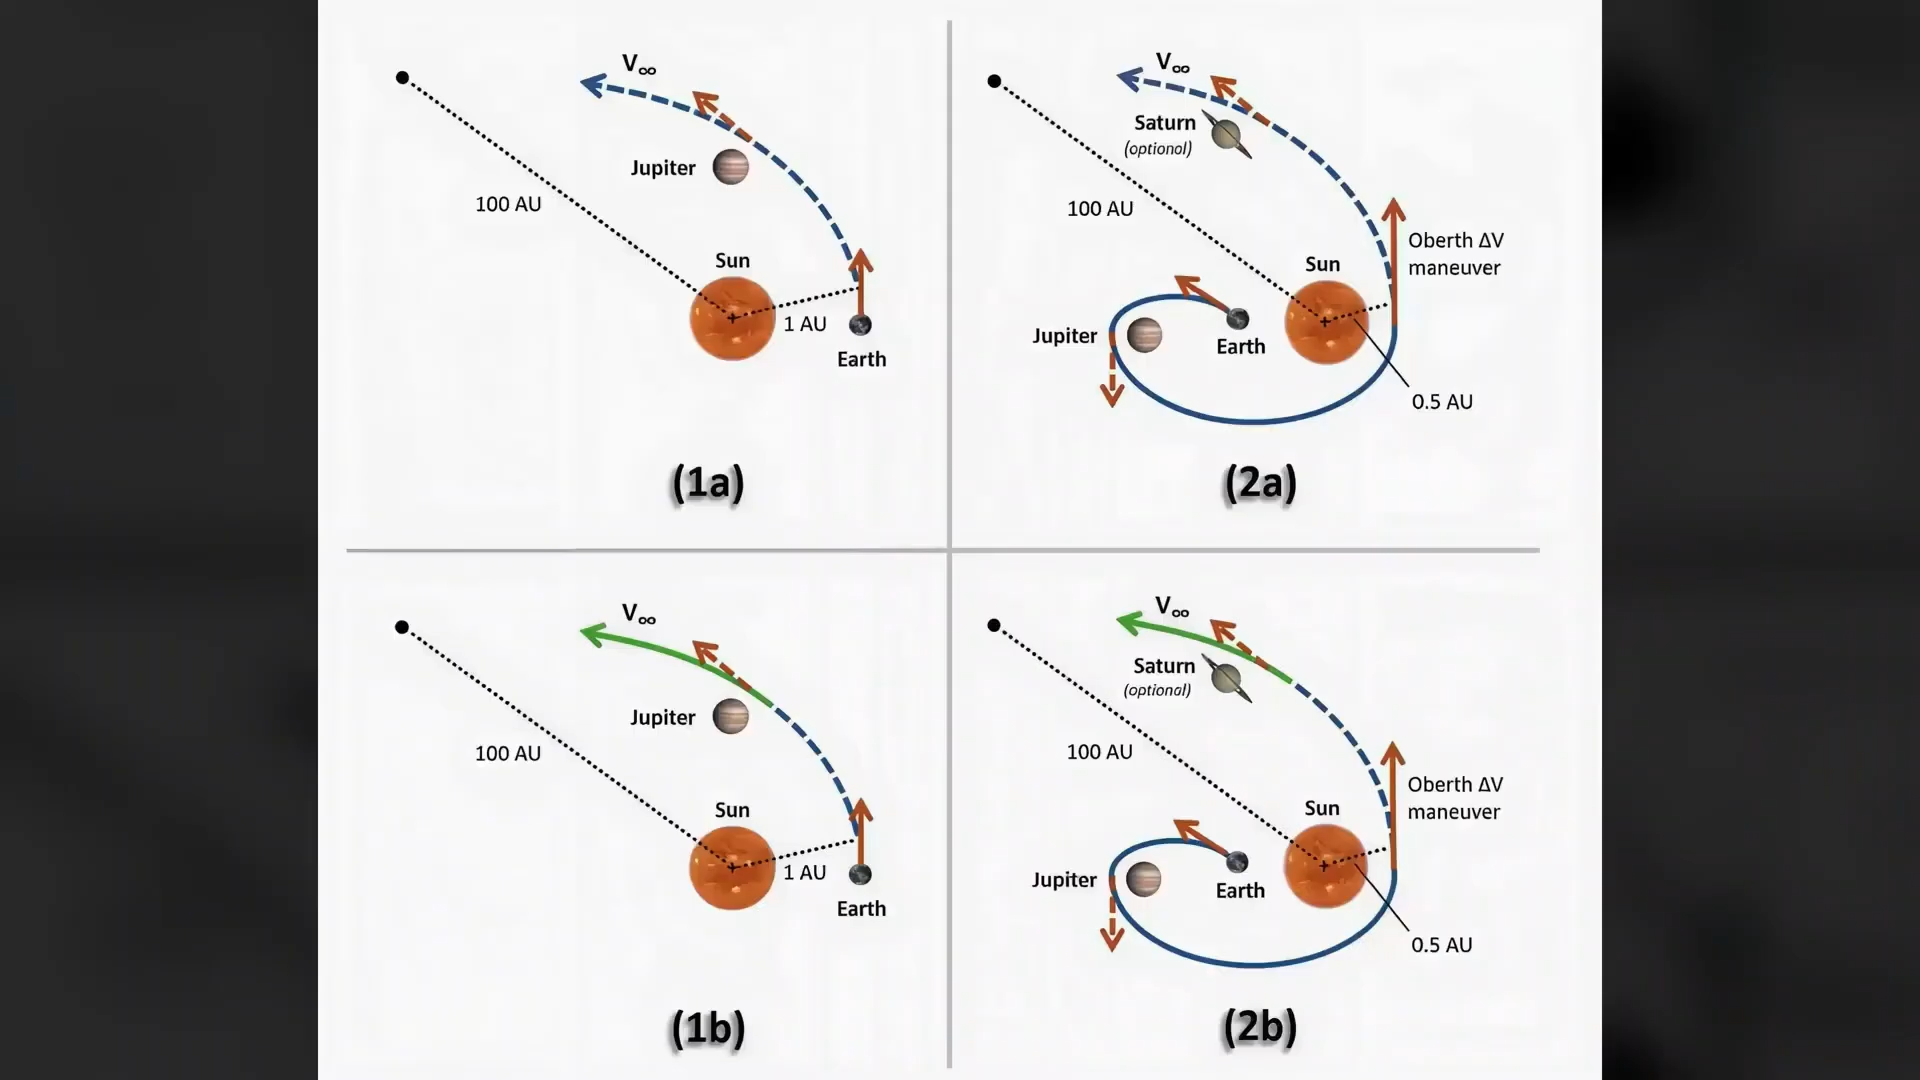 V∞
Jupiter
100 AU
Sun
1 AU
Earth
(1a)
V∞
Saturn
(optional)
100 AU
Oberth ΔV
maneuver
Sun
Jupiter
Earth
0.5 AU
(2a)
V∞
Jupiter
100 AU
Sun
1 AU
Earth
(1b)
V∞
Saturn
(optional)
100 AU
Oberth ΔV
maneuver
Sun
Jupiter
Earth
0.5 AU
(2b)